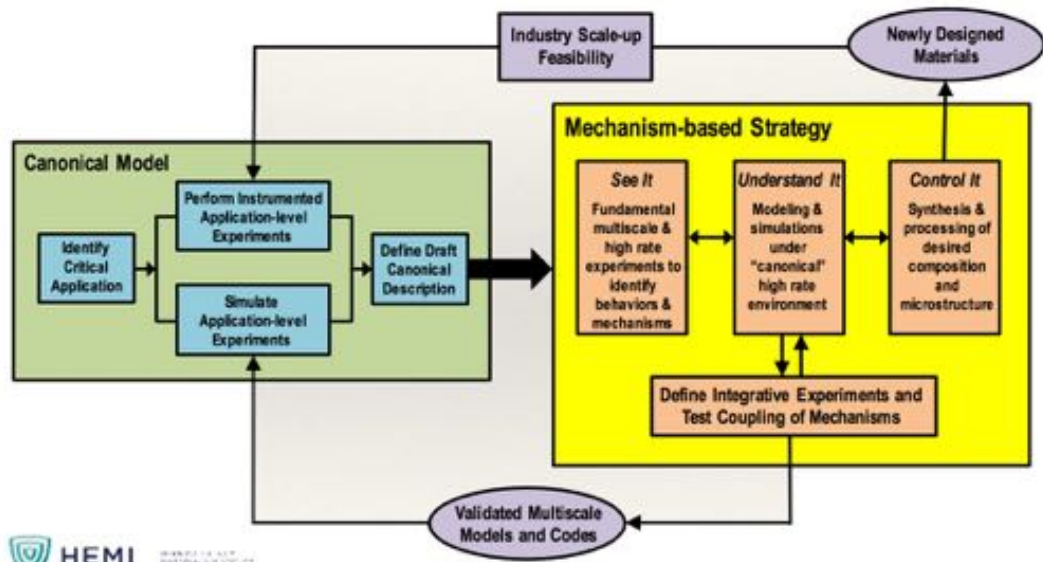 Industry Scale-up
Feasibility
Newly Designed
Materials
Canonical Model
Identify
Critical
Application
Perform Instrumented
Application-level
Experiments
Simulate
Application-level
Experiments
Define Draft
Canonical
Description
Mechanism-based Strategy
See It
Fundamental
multiscale &
high rate
experiments to
identify
behaviors &
mechanisms
Understand It
Modeling &
simulations
under
"canonical"
high rate
environment
Control It
Synthesis &
processing of
desired
composition
and
microstructure
Define Integrative Experiments and
Test Coupling of Mechanisms
Validated Multiscale
Models and Codes
HEMI